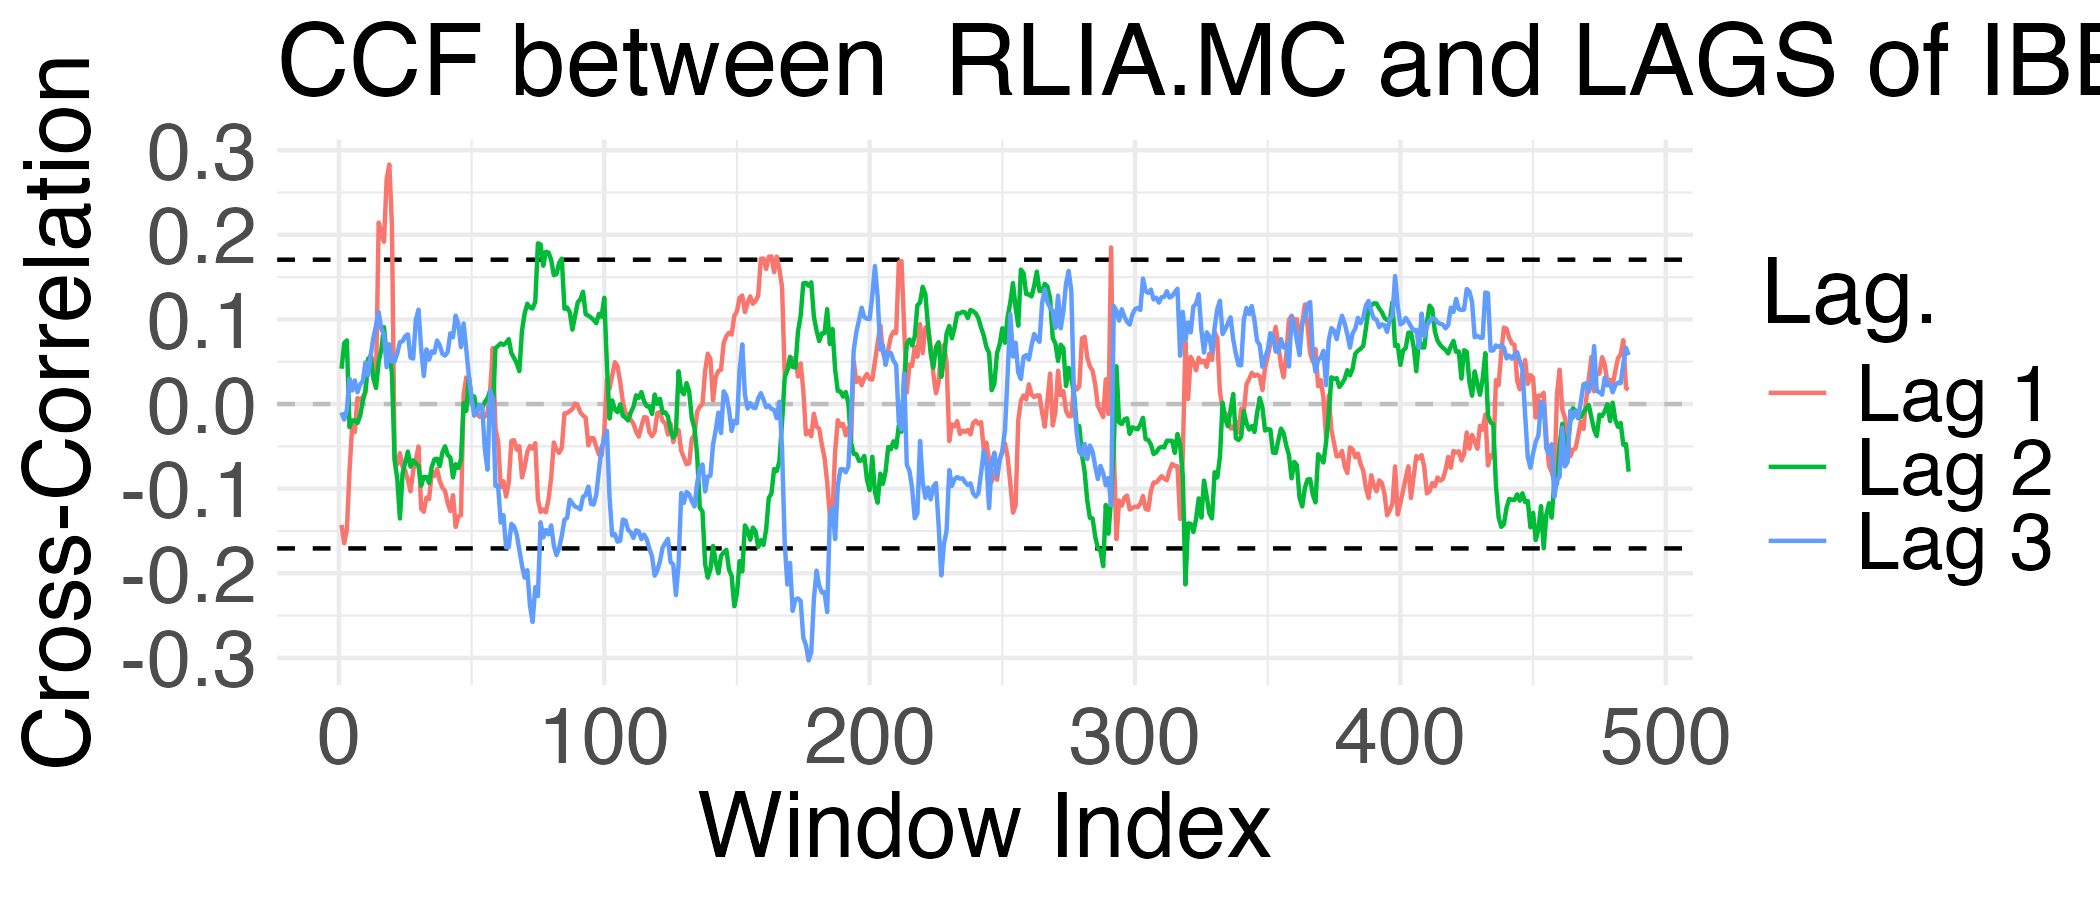 CCF between  RLIA.MC and LAGS of IBE
Cross-Correlation
0.3
0.2
0.1
0.0
-0.1
-0.2
-0.3
0 100 200 300 400 500
Window Index
Lag.
Lag 1
Lag 2
Lag 3